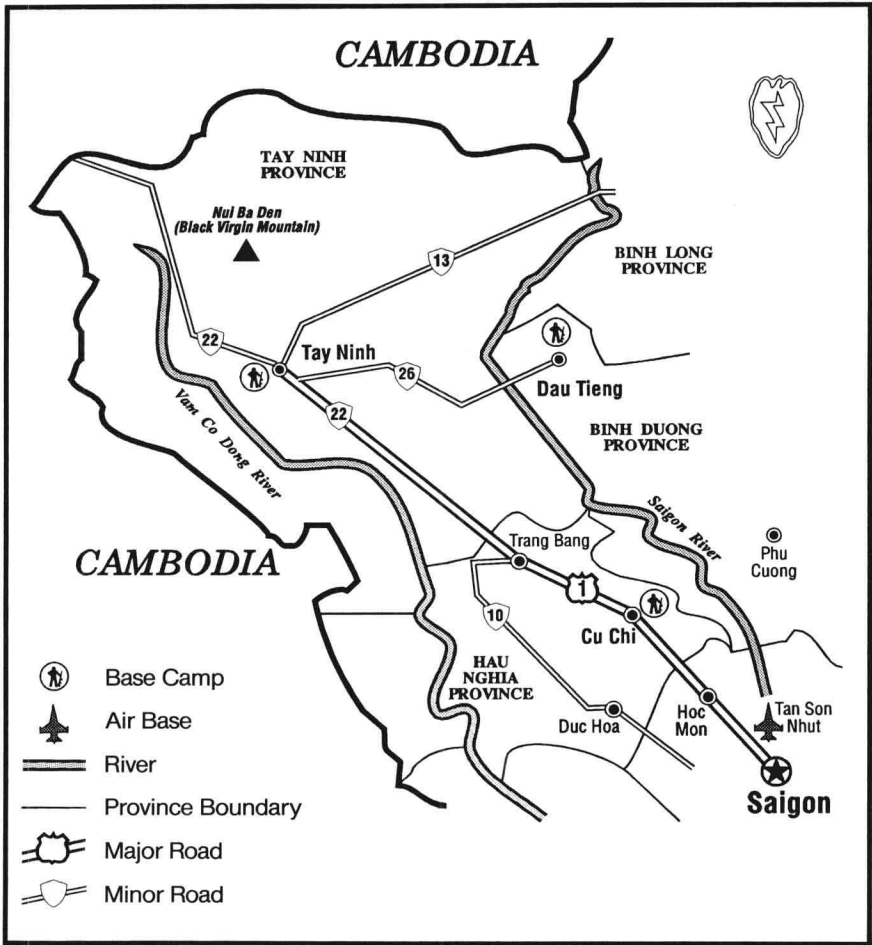 CAMBODIA
TAY NINH
PROVINCE
Nui Ba Den
(Black Virgin Mountain)
13
BINH LONG
PROVINCE
22
Tay Ninh
26
Dau Tieng
22
BINH DUONG
PROVINCE
Vam Co Dong River
Saigon River
Trang Bang
Phu
Cuong
CAMBODIA
1
10
Cu Chi
HAU
NGHIA
PROVINCE
Duc Hoa
Hoc
Mon
Tan Son
Nhut
Saigon
Base Camp
Air Base
River
Province Boundary
Major Road
Minor Road